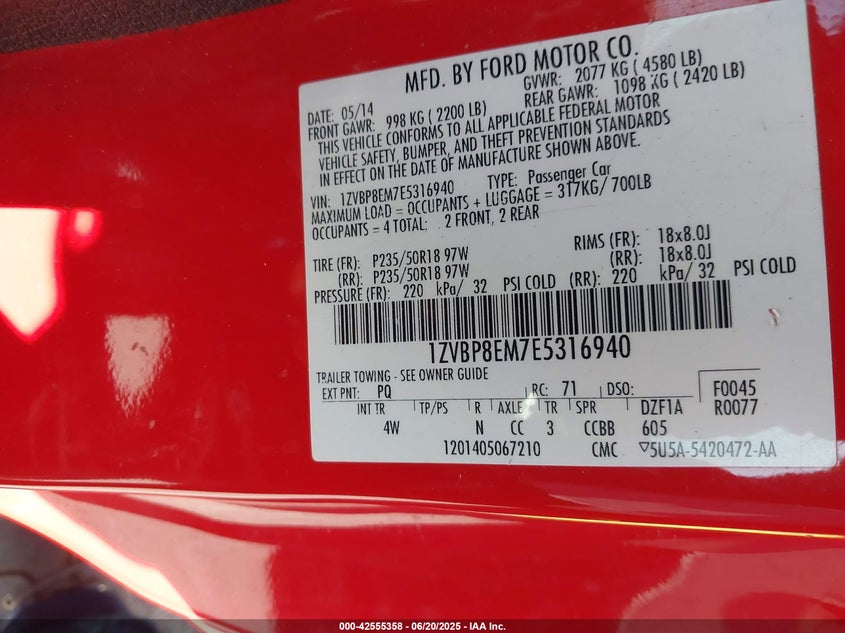 MFD. BY FORD MOTOR CO.
DATE: 05/14 GVWR: 2077 KG ( 4580 LB)
FRONT GAWR: 998 KG ( 2200 LB) REAR GAWR: 1098 KG ( 2420 LB)
THIS VEHICLE CONFORMS TO ALL APPLICABLE FEDERAL MOTOR
VEHICLE SAFETY, BUMPER, AND THEFT PREVENTION STANDARDS
IN EFFECT ON THE DATE OF MANUFACTURE SHOWN ABOVE.
VIN: 1ZVBP8EM7E5316940 TYPE: Passenger Car
MAXIMUM LOAD = OCCUPANTS + LUGGAGE = 317KG/ 700LB
OCCUPANTS = 4 TOTAL: 2 FRONT, 2 REAR
TIRE (FR): P235/50R18 97W RIMS (FR): 18x8.0J
(RR): P235/50R18 97W (RR): 18x8.0J
PRESSURE (FR): 220 kPa/ 32 PSI COLD (RR): 220 kPa/ 32 PSI COLD
1ZVBP8EM7E5316940
TRAILER TOWING - SEE OWNER GUIDE
EXT PNT: PQ RC: 71 DSO: F0045
INT TR TP/PS R AXLE TR SPR DZF1A R0077
4W N CC 3 CCBB 605
1201405067210 CMC ▽5U5A-5420472-AA
000-42555358 - 06/20/2025 - IAA Inc.